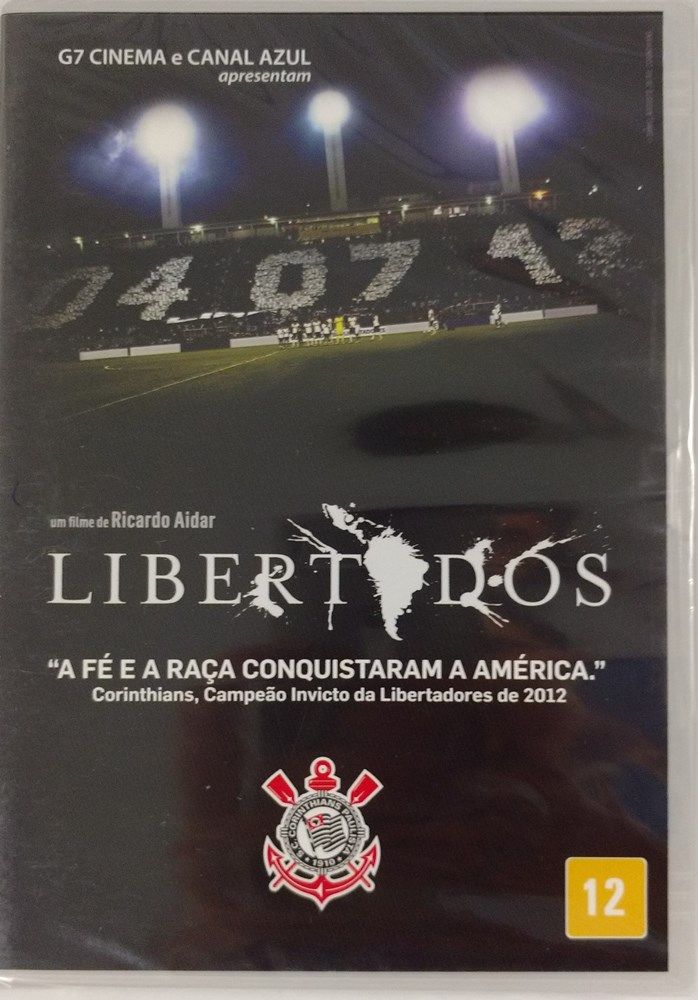 G7 CINEMA e CANAL AZUL
apresentam
04 07 12
um filme de Ricardo Aidar
LIBERTADOS
“A FÉ E A RAÇA CONQUISTARAM A AMÉRICA.”
Corinthians, Campeão Invicto da Libertadores de 2012
S.C. CORINTHIANS PAULISTA
1910
12